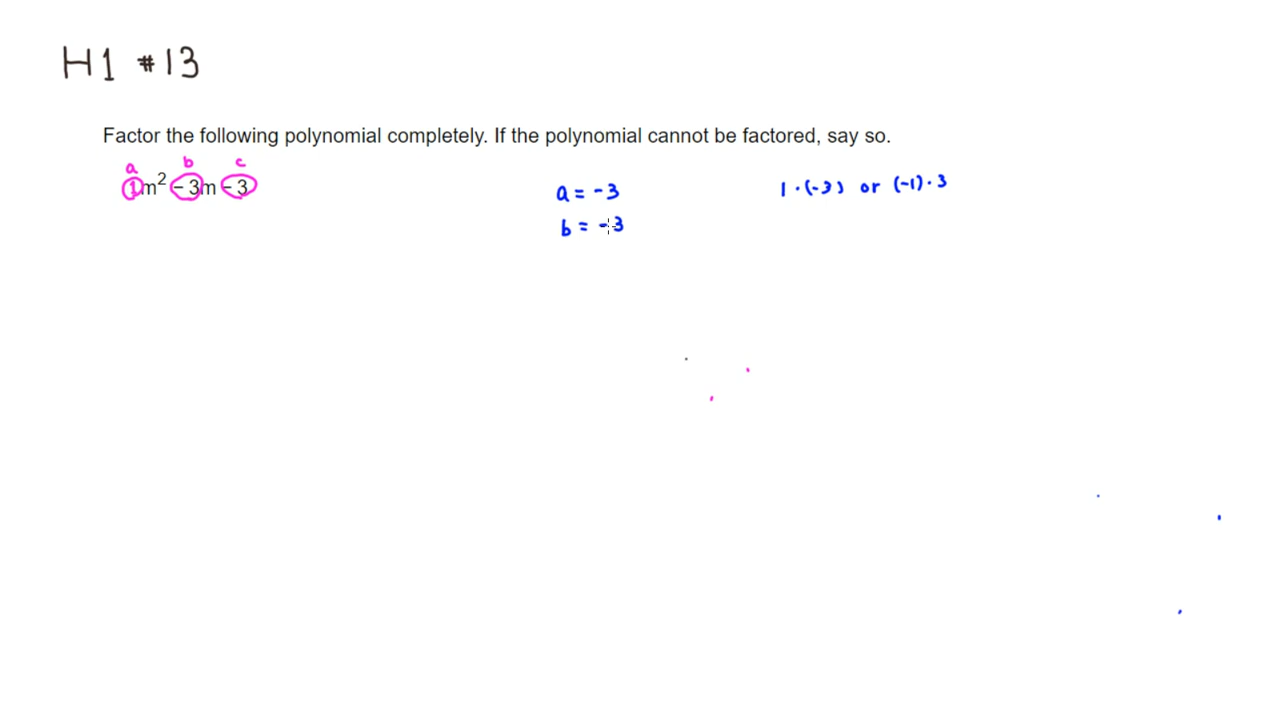 H1 #13
Factor the following polynomial completely. If the polynomial cannot be factored, say so.
a b c
1m² - 3m - 3
a = -3 1 · (-3) or (-1) · 3
b = -3